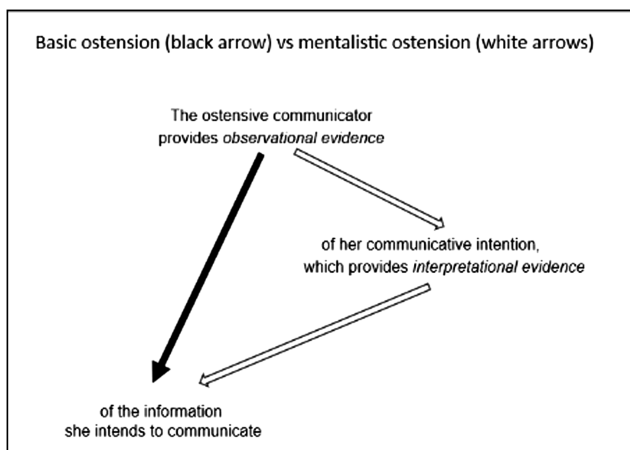 Basic ostension (black arrow) vs mentalistic ostension (white arrows)
The ostensive communicator
provides observational evidence
of her communicative intention,
which provides interpretational evidence
of the information
she intends to communicate